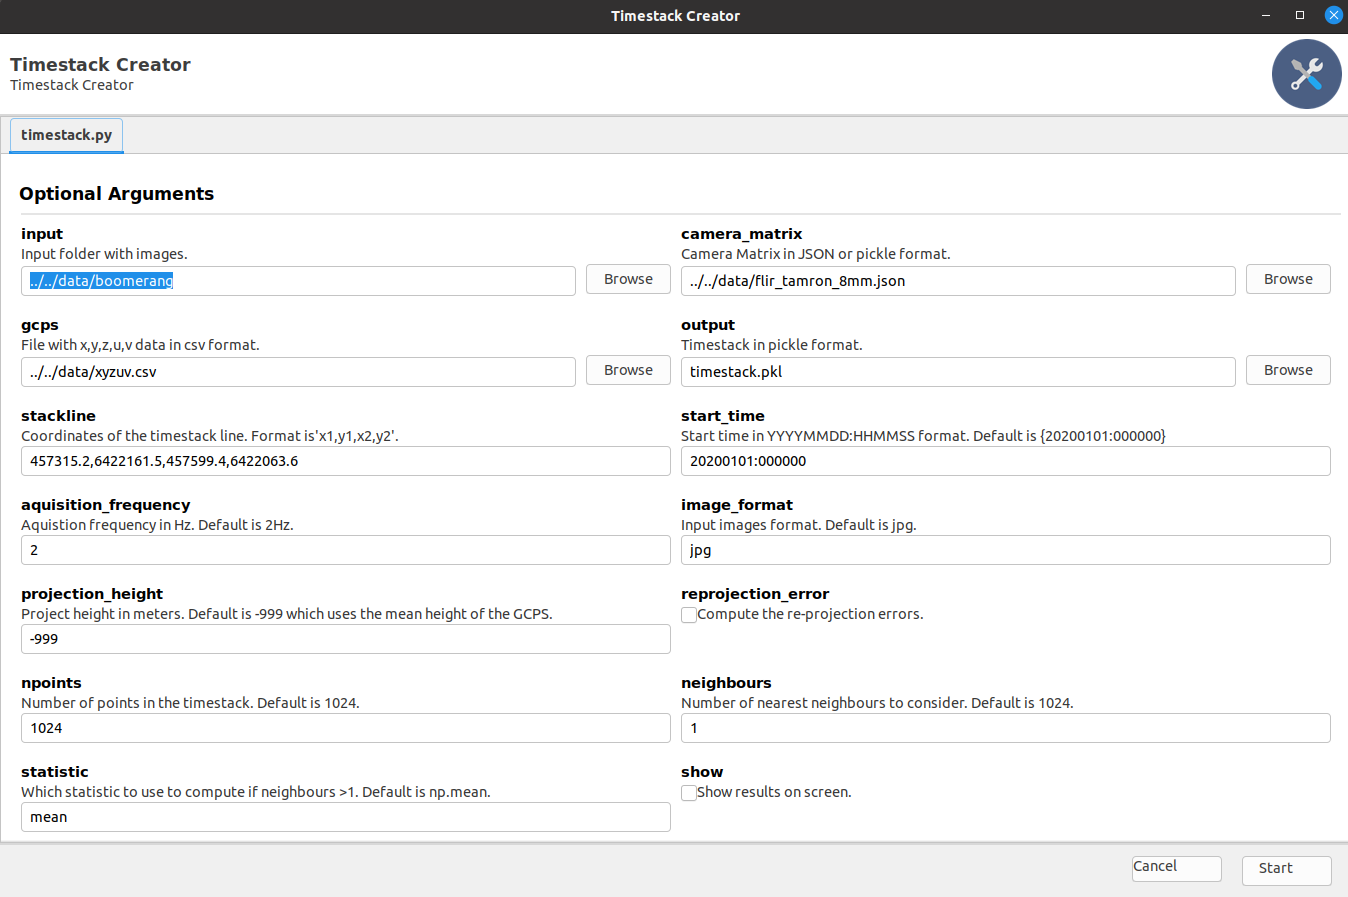 Timestack Creator
Timestack Creator
Timestack Creator
timestack.py
Optional Arguments
input
Input folder with images.
../../data/boomerang
Browse
camera_matrix
Camera Matrix in JSON or pickle format.
../../data/flir_tamron_8mm.json
Browse
gcps
File with x,y,z,u,v data in csv format.
../../data/xyzuv.csv
Browse
output
Timestack in pickle format.
timestack.pkl
Browse
stackline
Coordinates of the timestack line. Format is'x1,y1,x2,y2'.
457315.2,6422161.5,457599.4,6422063.6
start_time
Start time in YYYYMMDD:HHMMSS format. Default is {20200101:000000}
20200101:000000
aquisition_frequency
Aquistion frequency in Hz. Default is 2Hz.
2
image_format
Input images format. Default is jpg.
jpg
projection_height
Project height in meters. Default is -999 which uses the mean height of the GCPS.
-999
reprojection_error
Compute the re-projection errors.
npoints
Number of points in the timestack. Default is 1024.
1024
neighbours
Number of nearest neighbours to consider. Default is 1024.
1
statistic
Which statistic to use to compute if neighbours >1. Default is np.mean.
mean
show
Show results on screen.
Cancel
Start